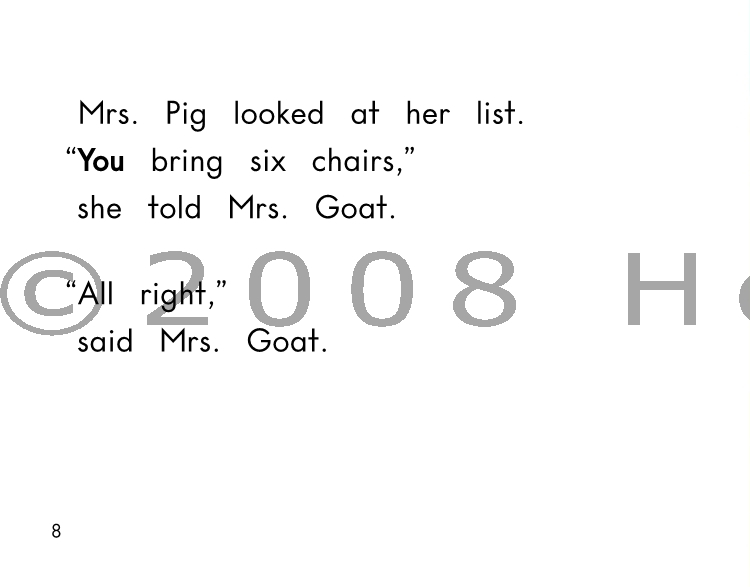 Mrs. Pig looked at her list.
“You bring six chairs,”
she told Mrs. Goat.
© 2008 H
“All right,”
said Mrs. Goat.
8